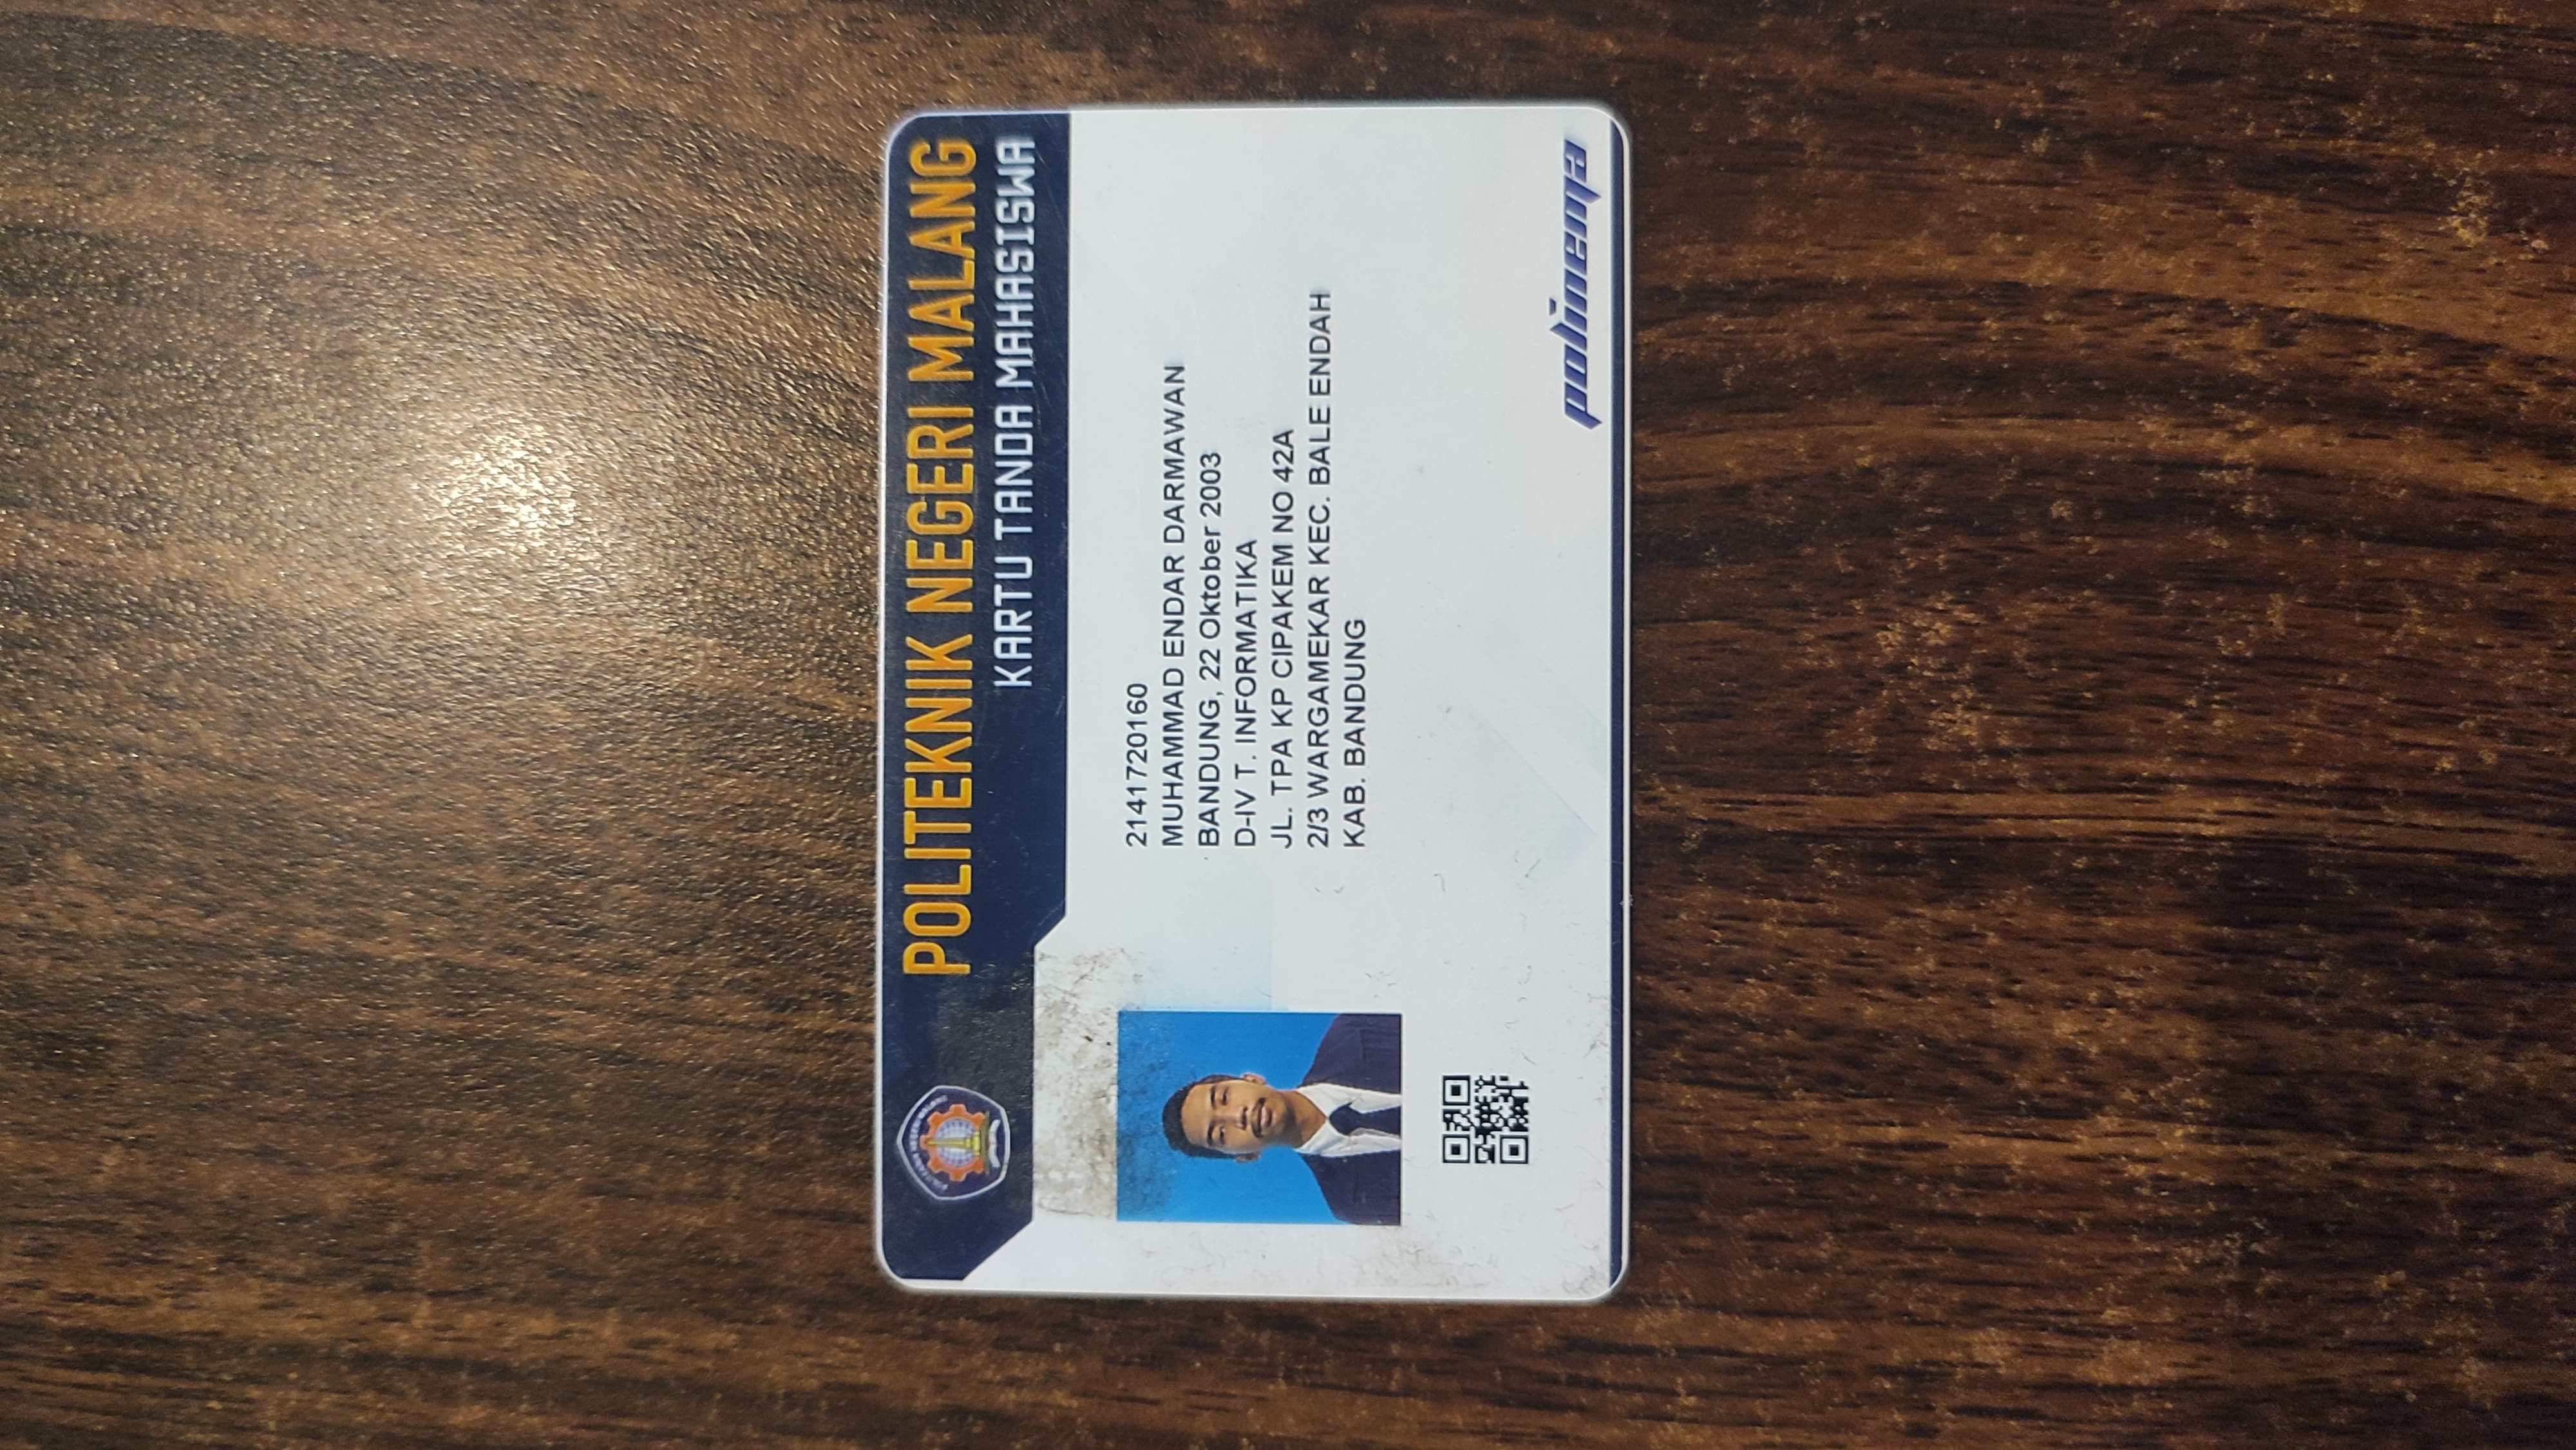 POLITEKNIK NEGERI MALANG
KARTU TANDA MAHASISWA
2141720160
MUHAMMAD ENDAR DARMAWAN
BANDUNG, 22 Oktober 2003
D-IV T. INFORMATIKA
JL. TPA KP CIPAKEM NO 42A
2/3 WARGAMEKAR KEC. BALE ENDAH
KAB. BANDUNG
polinema